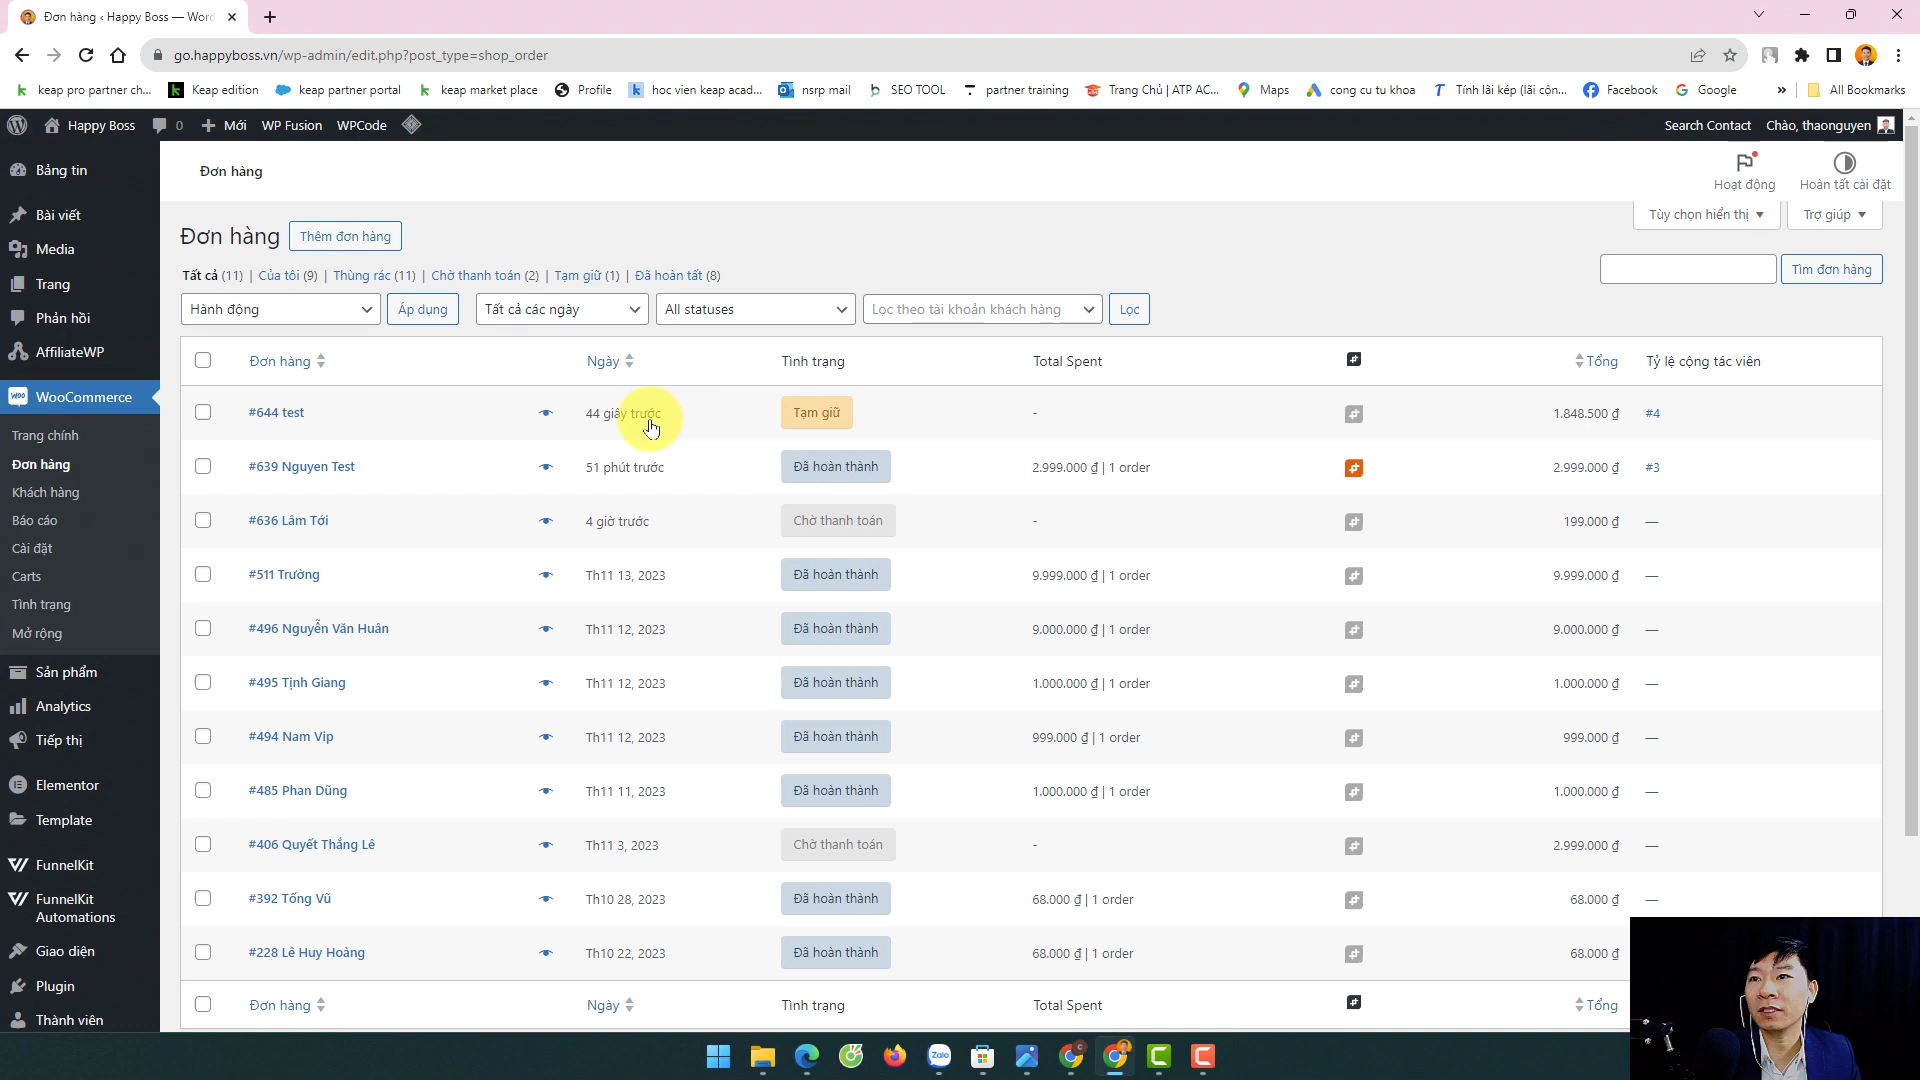 Đơn hàng ‹ Happy Boss — Word
go.happyboss.vn/wp-admin/edit.php?post_type=shop_order
keap pro partner ch...
Keap edition
keap partner portal
keap market place
Profile
hoc vien keap acad...
nsrp mail
SEO TOOL
partner training
Trang Chủ | ATP AC...
Maps
cong cu tu khoa
Tính lãi kép (lãi cộn...
Facebook
Google
»
All Bookmarks
Happy Boss
0
Mới
WP Fusion
WPCode
Search Contact
Chào, thaonguyen
Bảng tin
Bài viết
Media
Trang
Phản hồi
AffiliateWP
WooCommerce
Trang chính
Đơn hàng
Khách hàng
Báo cáo
Cài đặt
Carts
Tình trạng
Mở rộng
Sản phẩm
Analytics
Tiếp thị
Elementor
Template
FunnelKit
FunnelKit
Automations
Giao diện
Plugin
Thành viên
Đơn hàng
Hoạt động
Hoàn tất cài đặt
Tùy chọn hiển thị
Trợ giúp
Đơn hàng
Thêm đơn hàng
Tất cả (11) | Của tôi (9) | Thùng rác (11) | Chờ thanh toán (2) | Tạm giữ (1) | Đã hoàn tất (8)
Tìm đơn hàng
Hành động
Áp dụng
Tất cả các ngày
All statuses
Lọc theo tài khoản khách hàng
Lọc
Đơn hàng Ngày Tình trạng Total Spent Tổng Tỷ lệ cộng tác viên
#644 test 44 giây trước Tạm giữ - 1.848.500 ₫ #4
#639 Nguyen Test 51 phút trước Đã hoàn thành 2.999.000 ₫ | 1 order 2.999.000 ₫ #3
#636 Lâm Tới 4 giờ trước Chờ thanh toán - 199.000 ₫ —
#511 Trường Th11 13, 2023 Đã hoàn thành 9.999.000 ₫ | 1 order 9.999.000 ₫ —
#496 Nguyễn Văn Huân Th11 12, 2023 Đã hoàn thành 9.000.000 ₫ | 1 order 9.000.000 ₫ —
#495 Tịnh Giang Th11 12, 2023 Đã hoàn thành 1.000.000 ₫ | 1 order 1.000.000 ₫ —
#494 Nam Vip Th11 12, 2023 Đã hoàn thành 999.000 ₫ | 1 order 999.000 ₫ —
#485 Phan Dũng Th11 11, 2023 Đã hoàn thành 1.000.000 ₫ | 1 order 1.000.000 ₫ —
#406 Quyết Thắng Lê Th11 3, 2023 Chờ thanh toán - 2.999.000 ₫ —
#392 Tống Vũ Th10 28, 2023 Đã hoàn thành 68.000 ₫ | 1 order 68.000 ₫ —
#228 Lê Huy Hoàng Th10 22, 2023 Đã hoàn thành 68.000 ₫ | 1 order 68.000 ₫
Đơn hàng Ngày Tình trạng Total Spent Tổng
Zalo